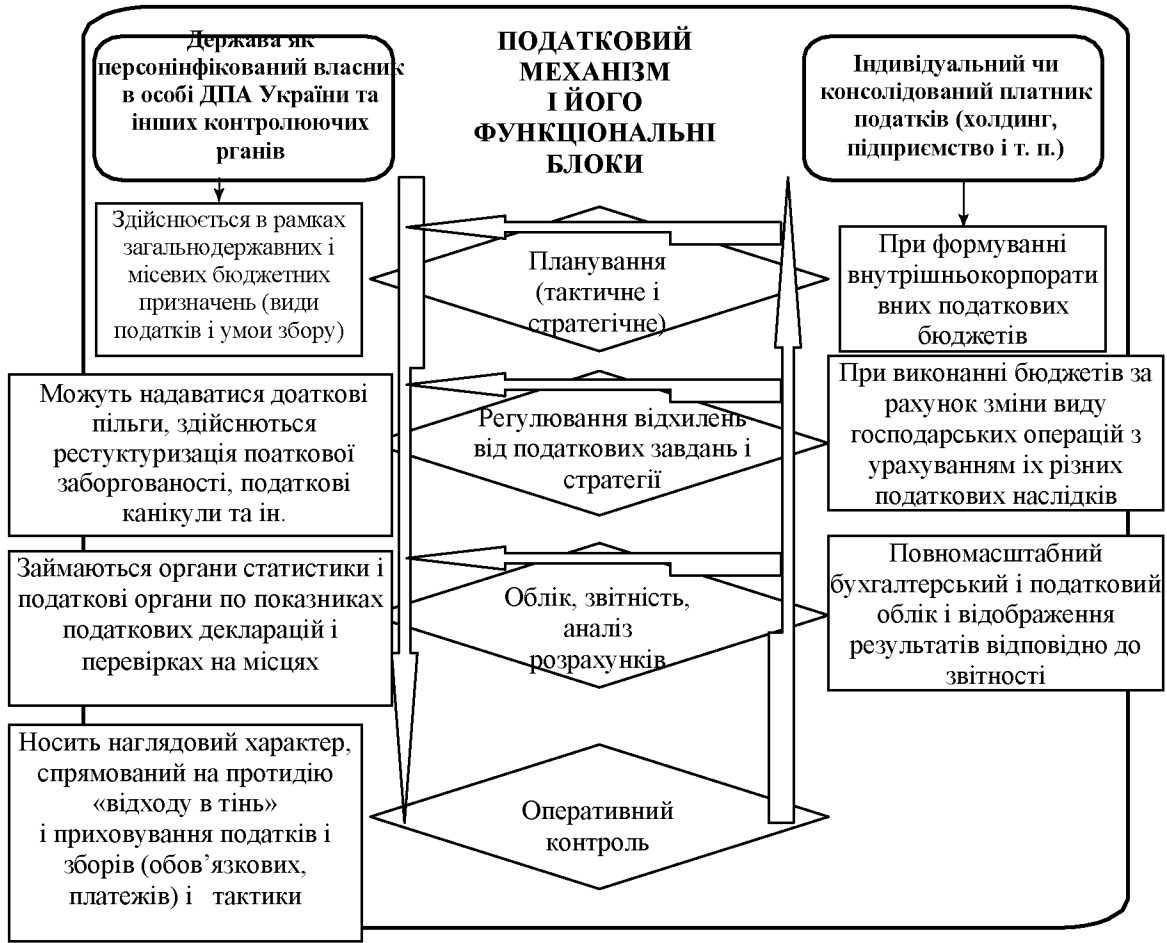 Держава як
персонінфікований власник
в особі ДПА України та
інших контролюючих
рганів
ПОДАТКОВИЙ
МЕХАНІЗМ
І ЙОГО
ФУНКЦІОНАЛЬНІ
БЛОКИ
Індивідуальний чи
консолідований платник
податків (холдинг,
підприємство і т. п.)
Здійснюється в рамках
загальнодержавних і
місевих бюджетних
призначень (види
податків і умои збору)
Планування
(тактичне і
стратегічне)
При формуванні
внутрішньокорпорати
вних податкових
бюджетів
Можуть надаватися доаткові
пільги, здійснються
рестуктуризація поаткової
заборгованості, податкові
канікули та ін.
Регулювання відхилень
від податкових завдань і
стратегії
При виконанні бюджетів за
рахунок зміни виду
господарських операцій з
урахуванням іх різних
податкових наслідків
Займаються органи статистики і
податкові органи по показниках
податкових декларацій і
перевірках на місцях
Облік, звітність,
аналіз
розрахунків
Повномасштабний
бухгалтерський і податковий
облік і відображення
результатів відповідно до
звітності
Носить наглядовий характер,
спрямований на протидію
«відходу в тінь»
і приховування податків і
зборів (обов’язкових,
платежів) і тактики
Оперативний
контроль